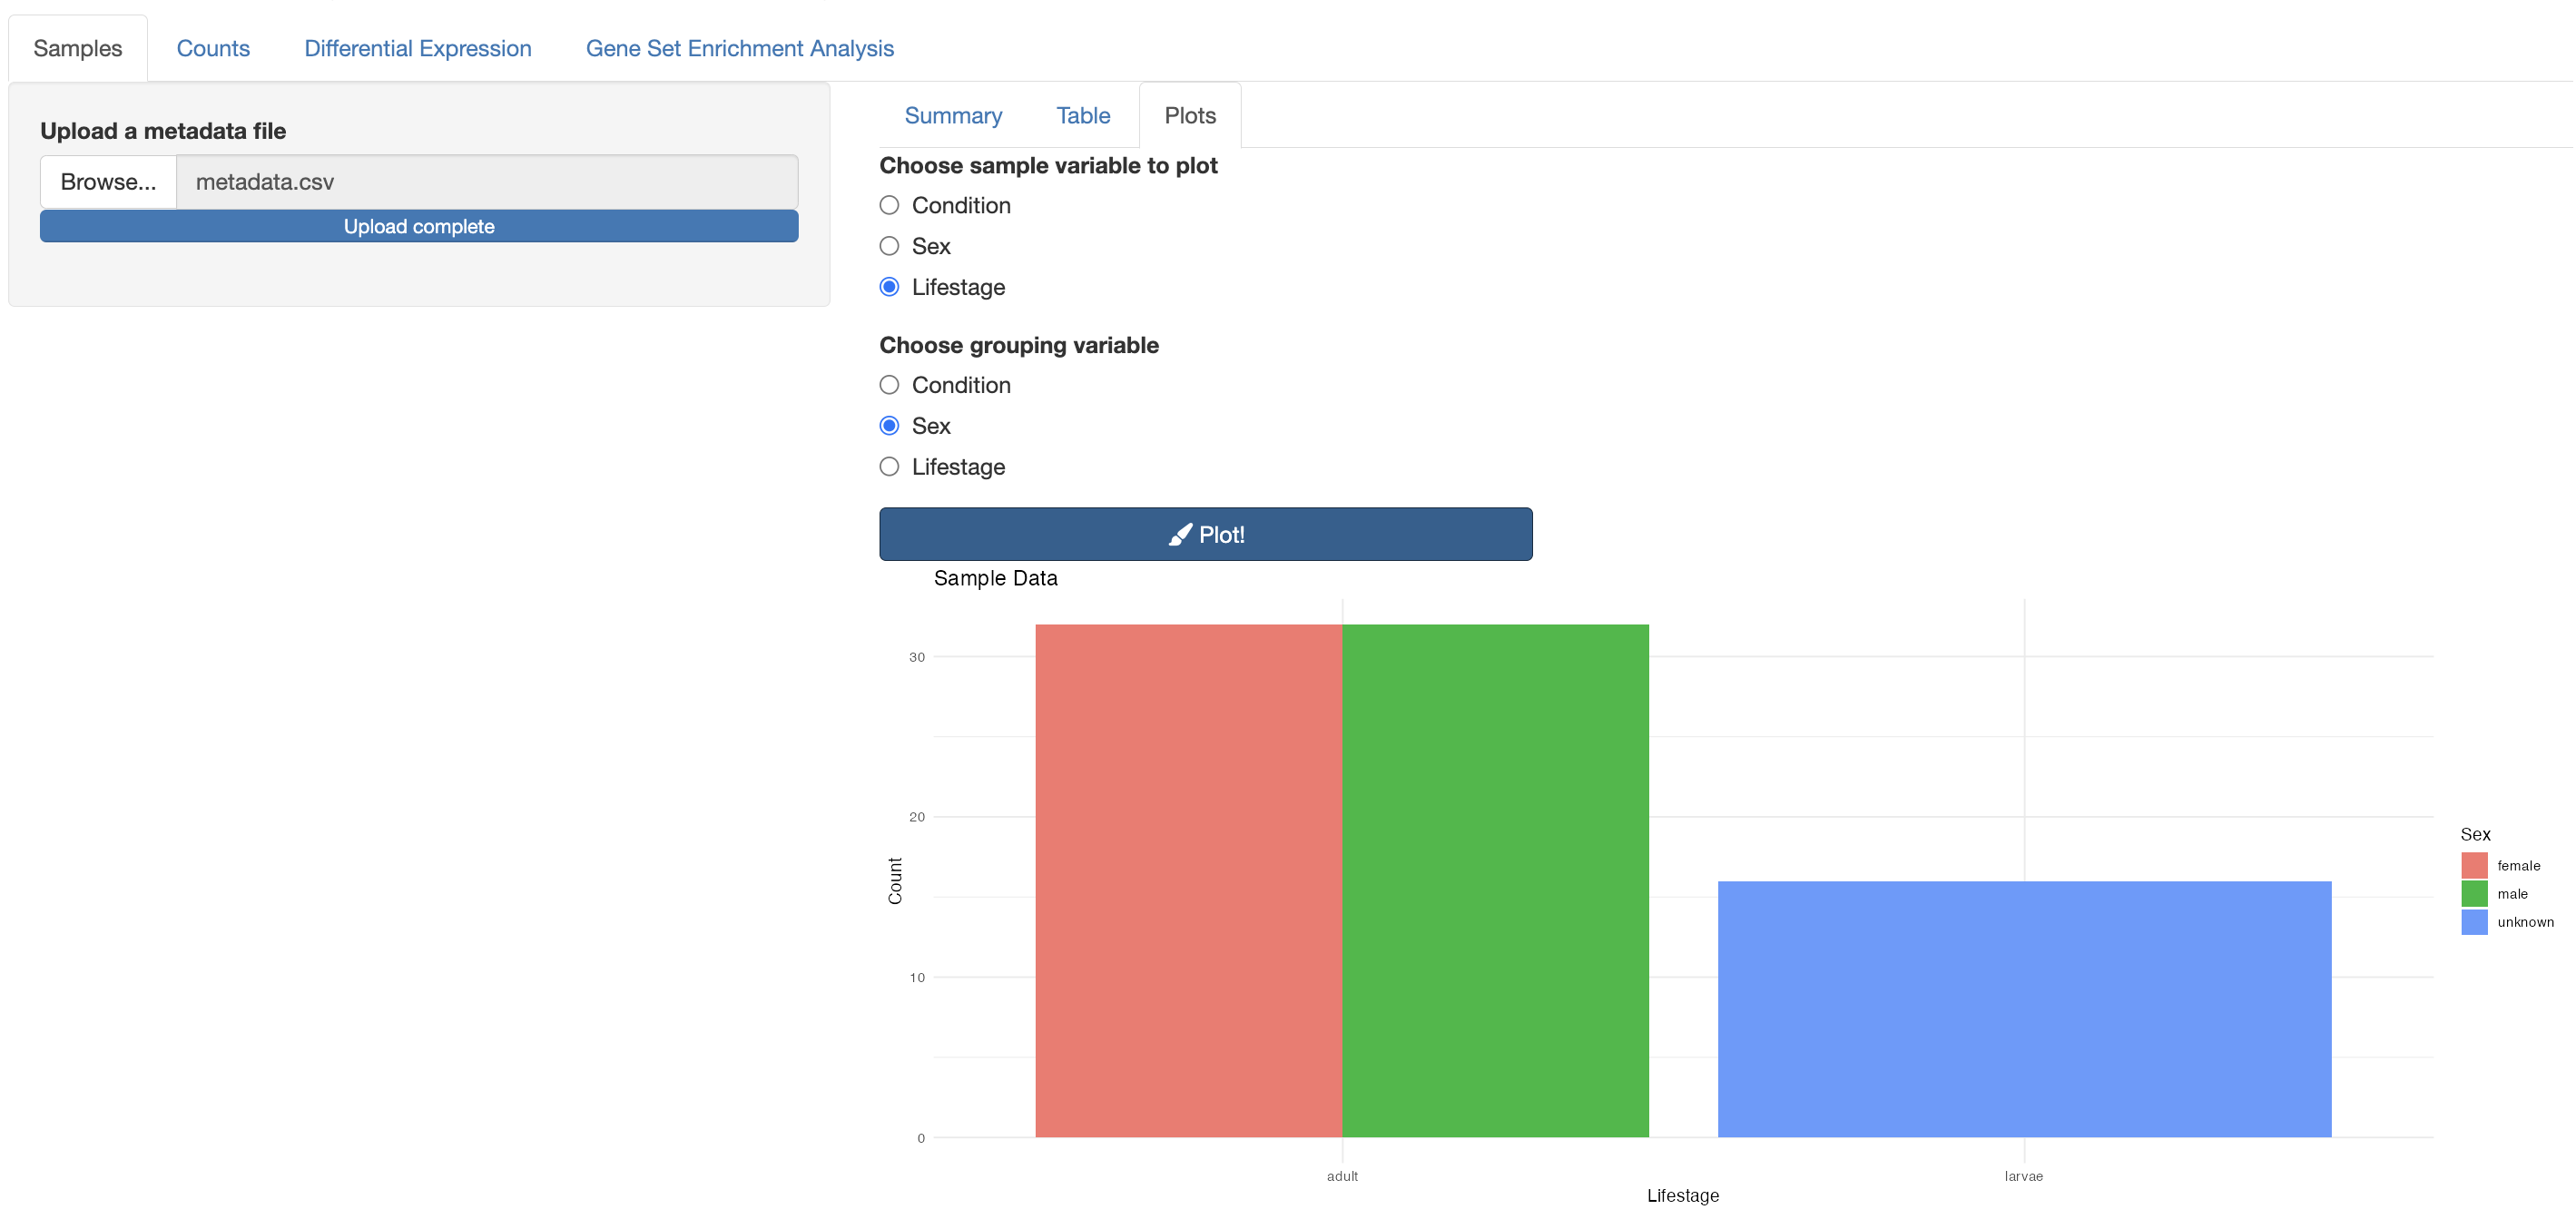 Samples Counts Differential Expression Gene Set Enrichment Analysis
Upload a metadata file
Browse... metadata.csv
Upload complete
Summary Table Plots
Choose sample variable to plot
Condition
Sex
Lifestage
Choose grouping variable
Condition
Sex
Lifestage
Plot!
Sample Data
30
20
10
0
Count
adult larvae
Lifestage
Sex
female
male
unknown